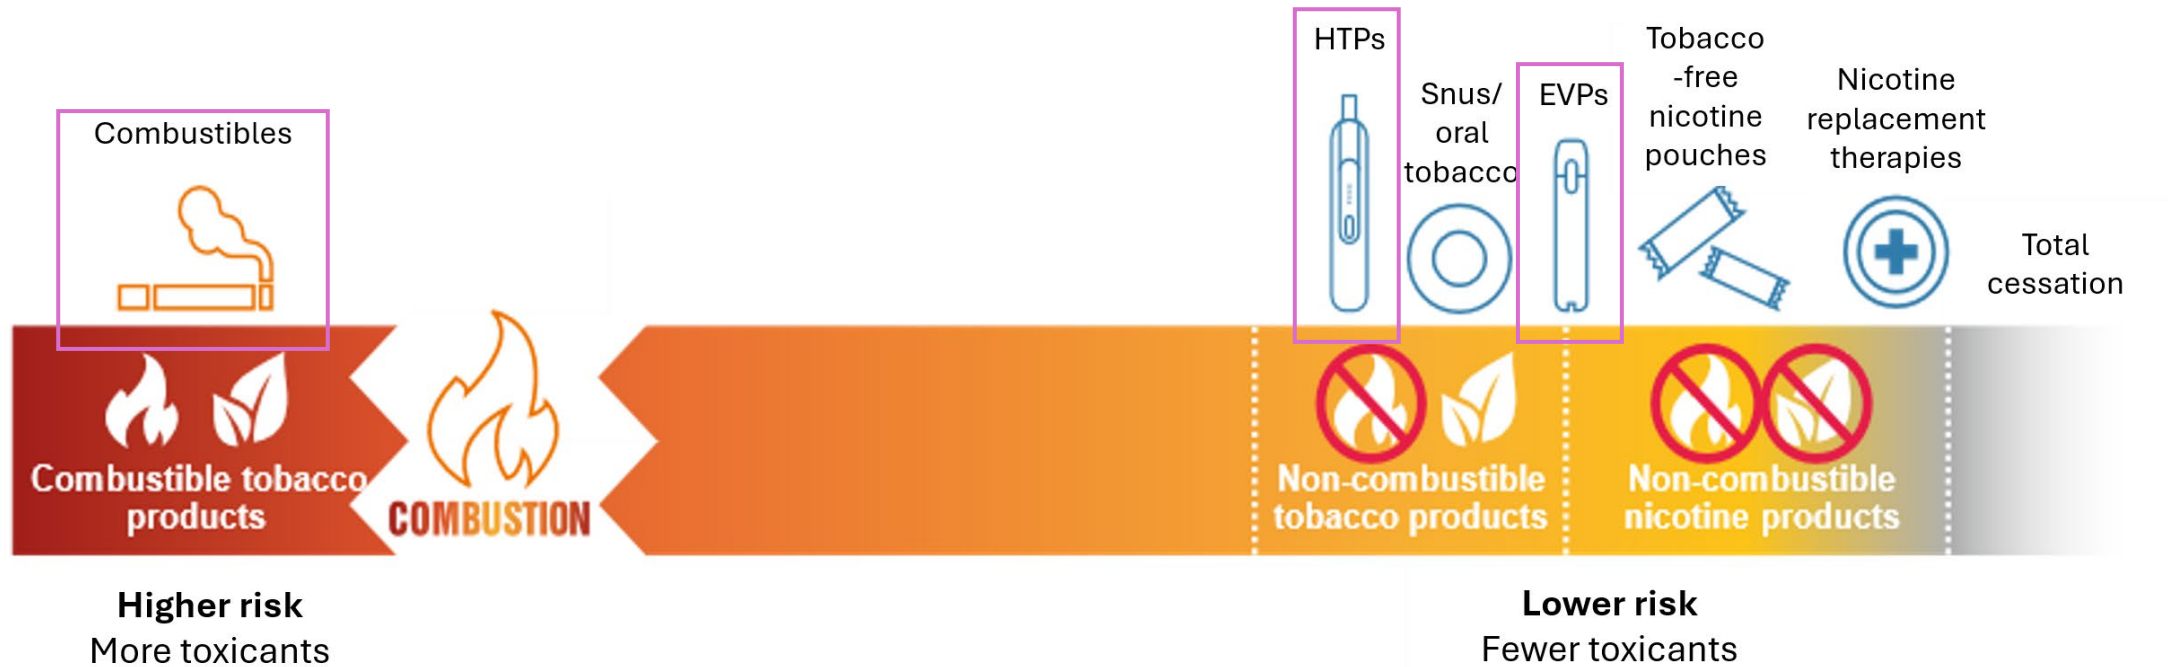 Combustibles
HTPs
Snus/
oral
tobacco
EVPs
Tobacco
-free
nicotine
pouches
Nicotine
replacement
therapies
Total
cessation
Combustible tobacco
products
COMBUSTION
Non-combustible
tobacco products
Non-combustible
nicotine products
Higher risk
More toxicants
Lower risk
Fewer toxicants